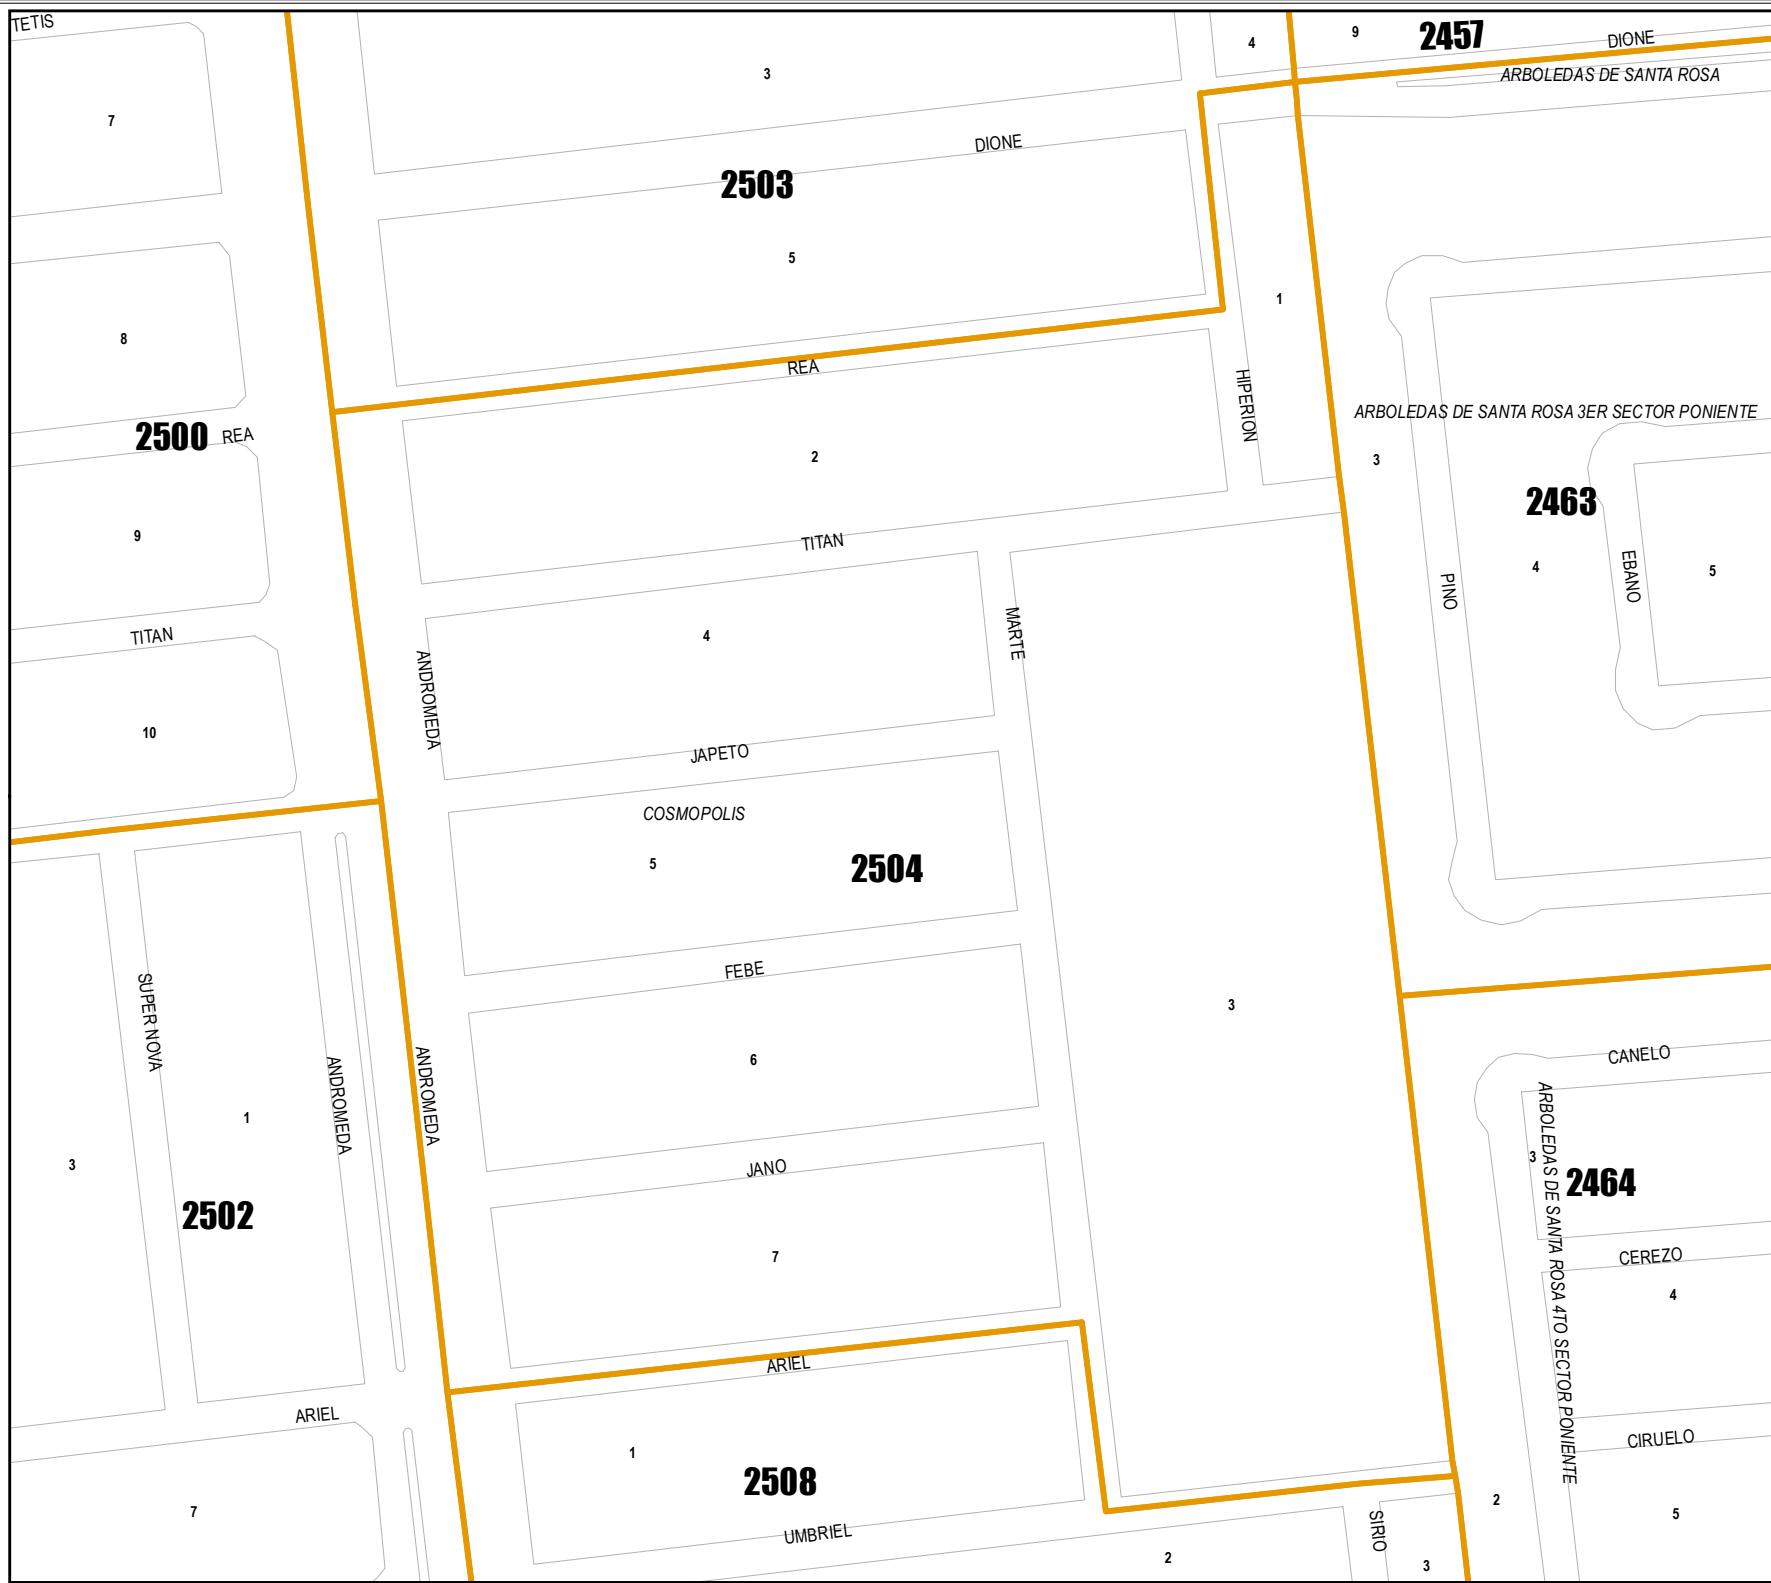 TETIS
4
9
2457
DIONE
3
ARBOLEDAS DE SANTA ROSA
7
DIONE
2503
5
1
8
REA
HIPERION
ARBOLEDAS DE SANTA ROSA 3ER SECTOR PONIENTE
2500
REA
2
3
2463
9
TITAN
4
EBANO
5
PINO
TITAN
4
MARTE
ANDROMEDA
10
JAPETO
COSMOPOLIS
5
2504
FEBE
SUPER NOVA
3
6
CANELO
ANDROMEDA
ANDROMEDA
1
3
JANO
3
ARBOLEDAS DE SANTA ROSA 4TO SECTOR PONIENTE
2464
2502
7
CEREZO
4
ARIEL
ARIEL
CIRUELO
1
2508
7
2
5
UMBRIEL
SIRIO
2
3